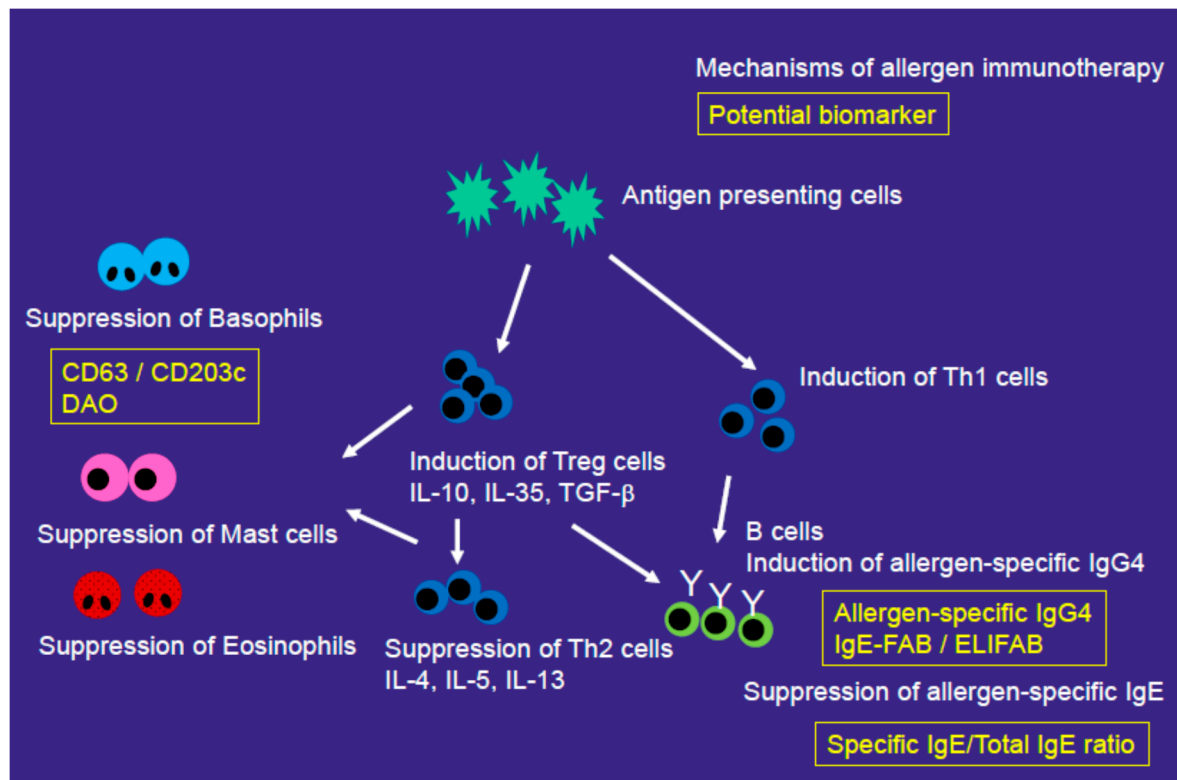 Mechanisms of allergen immunotherapy
Potential biomarker
Antigen presenting cells
Suppression of Basophils
CD63 / CD203c
DAO
Induction of Th1 cells
Induction of Treg cells
IL-10, IL-35, TGF-β
Suppression of Mast cells
B cells
Induction of allergen-specific IgG4
Y Y Y
Allergen-specific IgG4
IgE-FAB / ELIFAB
Suppression of Eosinophils
Suppression of Th2 cells
IL-4, IL-5, IL-13
Suppression of allergen-specific IgE
Specific IgE/Total IgE ratio